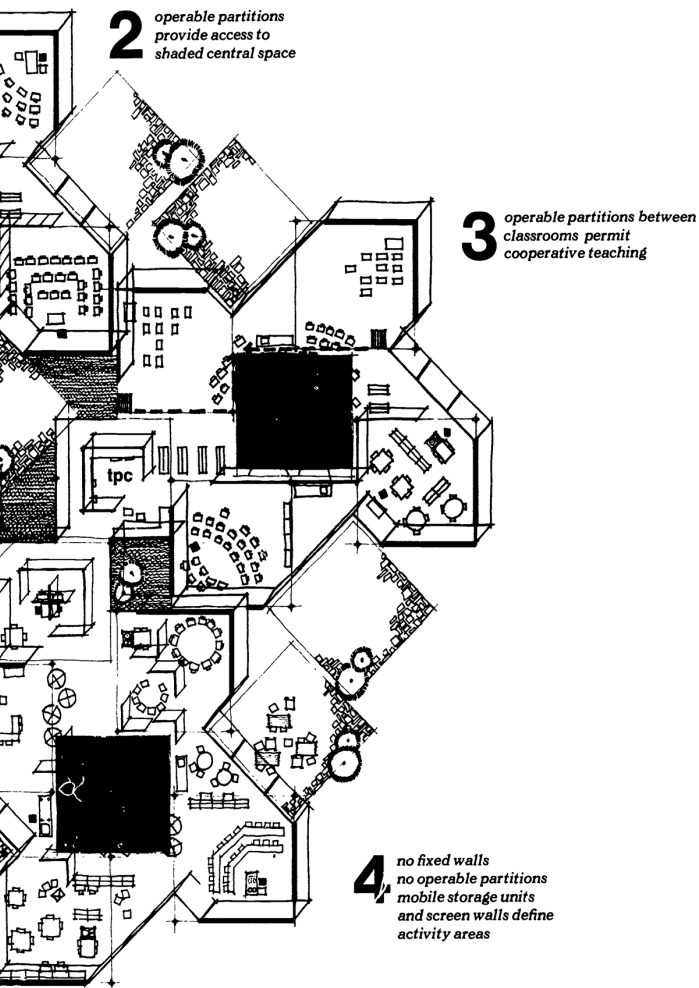 2
operable partitions
provide access to
shaded central space
3
operable partitions between
classrooms permit
cooperative teaching
tpc
4
no fixed walls
no operable partitions
mobile storage units
and screen walls define
activity areas